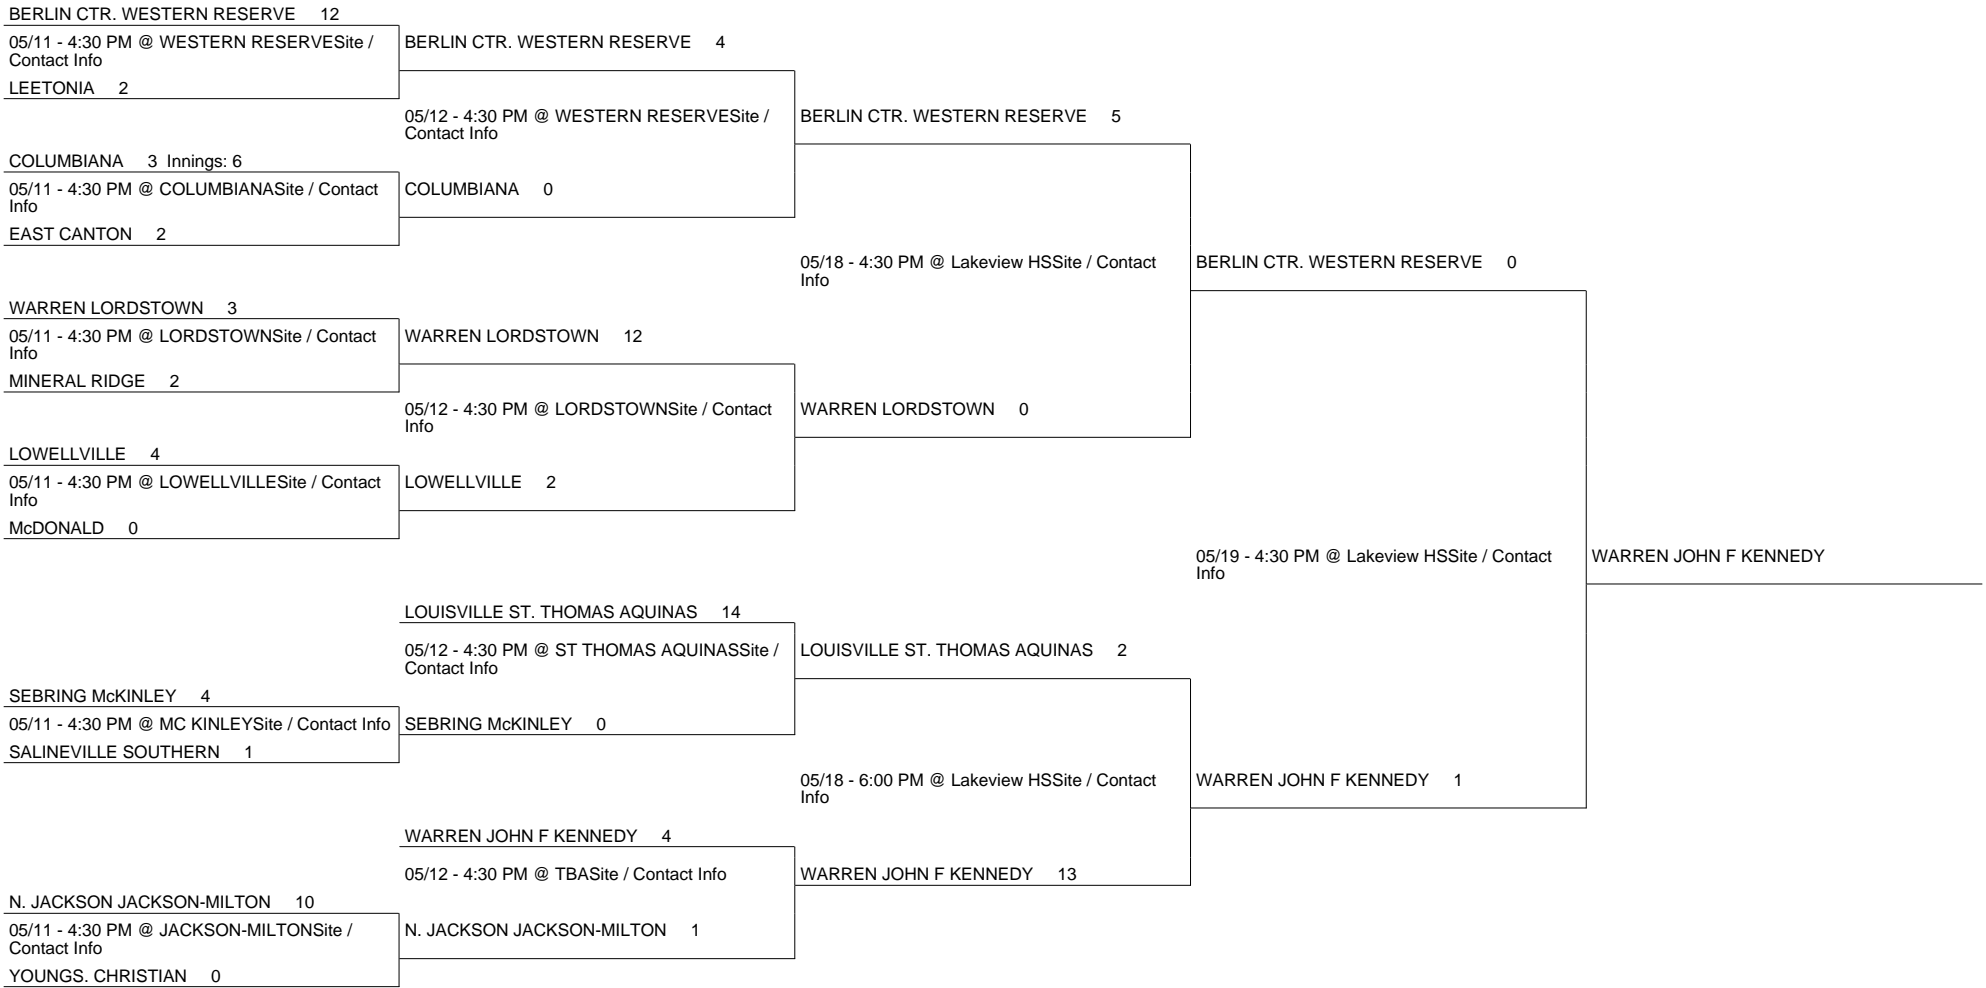 BERLIN CTR. WESTERN RESERVE 12
05/11 - 4:30 PM @ WESTERN RESERVESite /
Contact Info
LEETONIA 2
COLUMBIANA 3 Innings: 6
05/11 - 4:30 PM @ COLUMBIANASite / Contact
Info
EAST CANTON 2
WARREN LORDSTOWN 3
05/11 - 4:30 PM @ LORDSTOWNSite / Contact
Info
MINERAL RIDGE 2
LOWELLVILLE 4
05/11 - 4:30 PM @ LOWELLVILLESite / Contact
Info
McDONALD 0
SEBRING McKINLEY 4
05/11 - 4:30 PM @ MC KINLEYSite / Contact Info
SALINEVILLE SOUTHERN 1
N. JACKSON JACKSON-MILTON 10
05/11 - 4:30 PM @ JACKSON-MILTONSite /
Contact Info
YOUNGS. CHRISTIAN 0
BERLIN CTR. WESTERN RESERVE 4
05/12 - 4:30 PM @ WESTERN RESERVESite /
Contact Info
COLUMBIANA 0
WARREN LORDSTOWN 12
05/12 - 4:30 PM @ LORDSTOWNSite / Contact
Info
LOWELLVILLE 2
LOUISVILLE ST. THOMAS AQUINAS 14
05/12 - 4:30 PM @ ST THOMAS AQUINASSite /
Contact Info
SEBRING McKINLEY 0
WARREN JOHN F KENNEDY 4
05/12 - 4:30 PM @ TBASite / Contact Info
N. JACKSON JACKSON-MILTON 1
BERLIN CTR. WESTERN RESERVE 5
05/18 - 4:30 PM @ Lakeview HSSite / Contact
Info
WARREN LORDSTOWN 0
LOUISVILLE ST. THOMAS AQUINAS 2
05/18 - 6:00 PM @ Lakeview HSSite / Contact
Info
WARREN JOHN F KENNEDY 13
BERLIN CTR. WESTERN RESERVE 0
05/19 - 4:30 PM @ Lakeview HSSite / Contact
Info
WARREN JOHN F KENNEDY 1
WARREN JOHN F KENNEDY